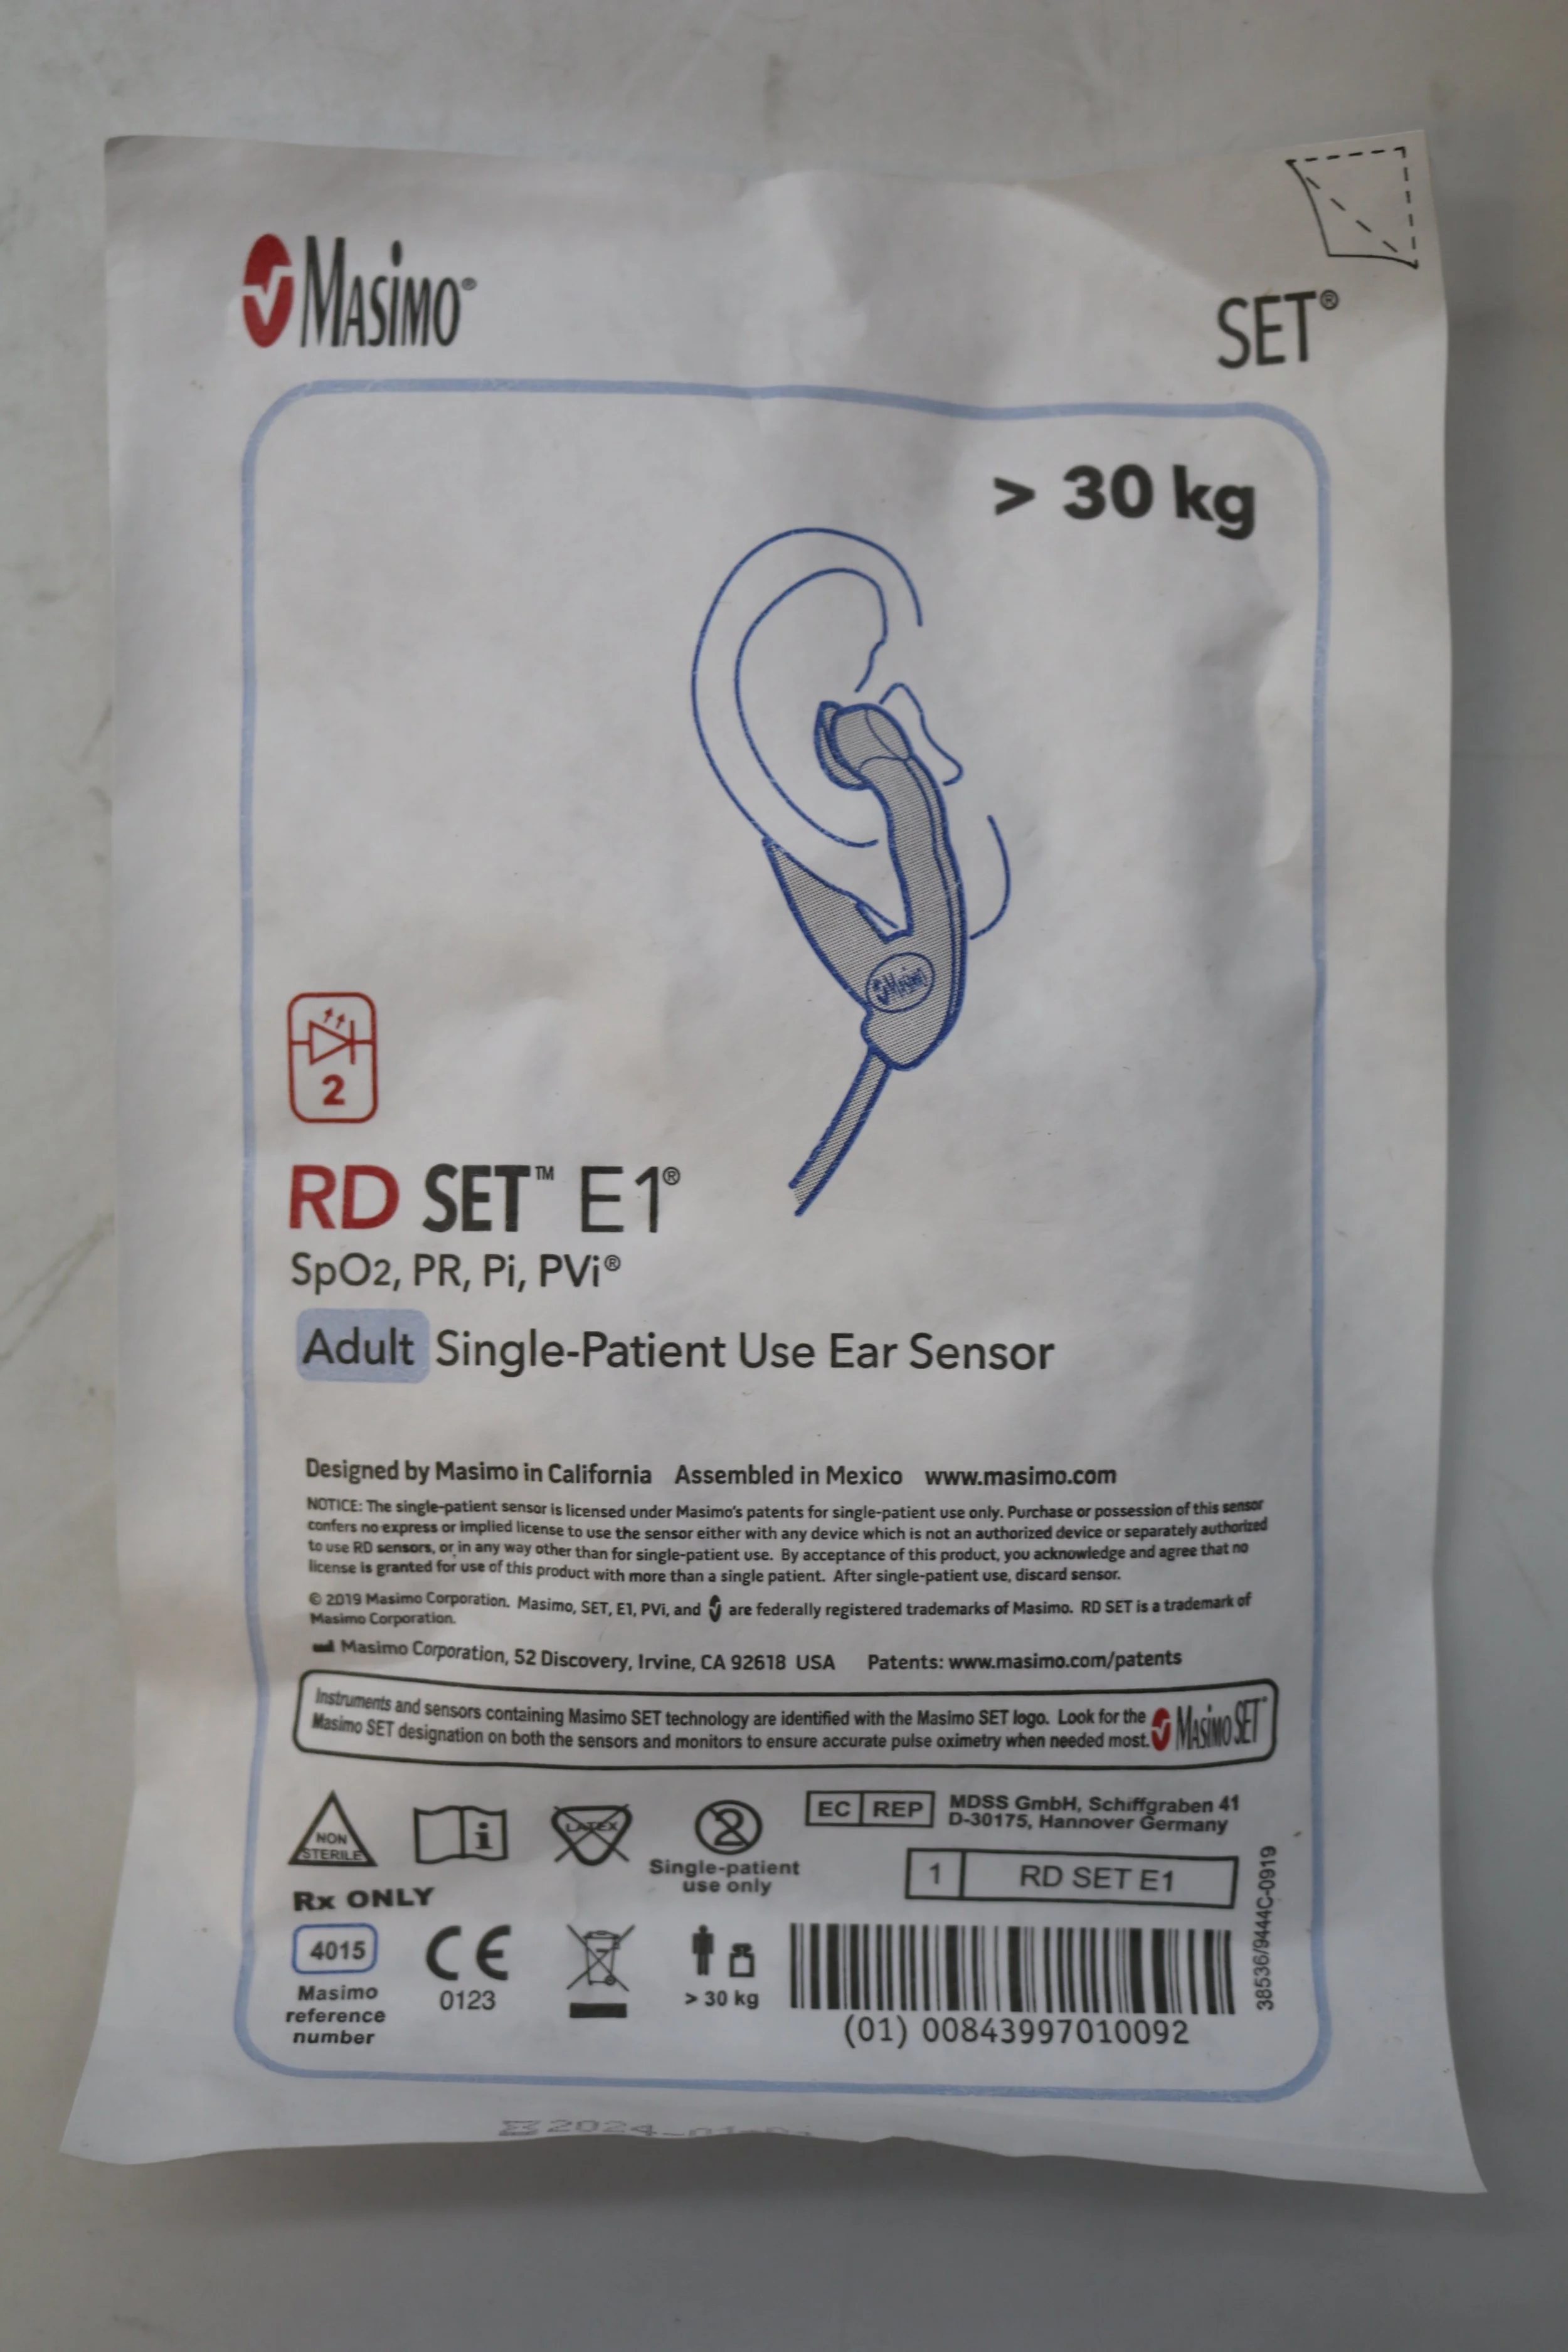 MASIMO®
SET®
> 30 kg
Masimo
2
RD SET™ E1®
SpO2, PR, Pi, PVi®
Adult Single-Patient Use Ear Sensor
Designed by Masimo in California Assembled in Mexico www.masimo.com
NOTICE: The single-patient sensor is licensed under Masimo's patents for single-patient use only. Purchase or possession of this sensor
confers no express or implied license to use the sensor either with any device which is not an authorized device or separately authorized
to use RD sensors, or in any way other than for single-patient use. By acceptance of this product, you acknowledge and agree that no
license is granted for use of this product with more than a single patient. After single-patient use, discard sensor.
© 2019 Masimo Corporation. Masimo, SET, E1, PVi, and are federally registered trademarks of Masimo. RD SET is a trademark of
Masimo Corporation.
Masimo Corporation, 52 Discovery, Irvine, CA 92618 USA Patents: www.masimo.com/patents
Instruments and sensors containing Masimo SET technology are identified with the Masimo SET logo. Look for the
Masimo SET designation on both the sensors and monitors to ensure accurate pulse oximetry when needed most.
MASIMO SET
NON
STERILE
i
LATEX
2
Single-patient
use only
EC REP
MDSS GmbH, Schiffgraben 41
D-30175, Hannover Germany
1 RD SET E1
Rx ONLY
4015
Masimo
reference
number
CE
0123
> 30 kg
(01) 00843997010092
38536/9444C-0919
2024-01-